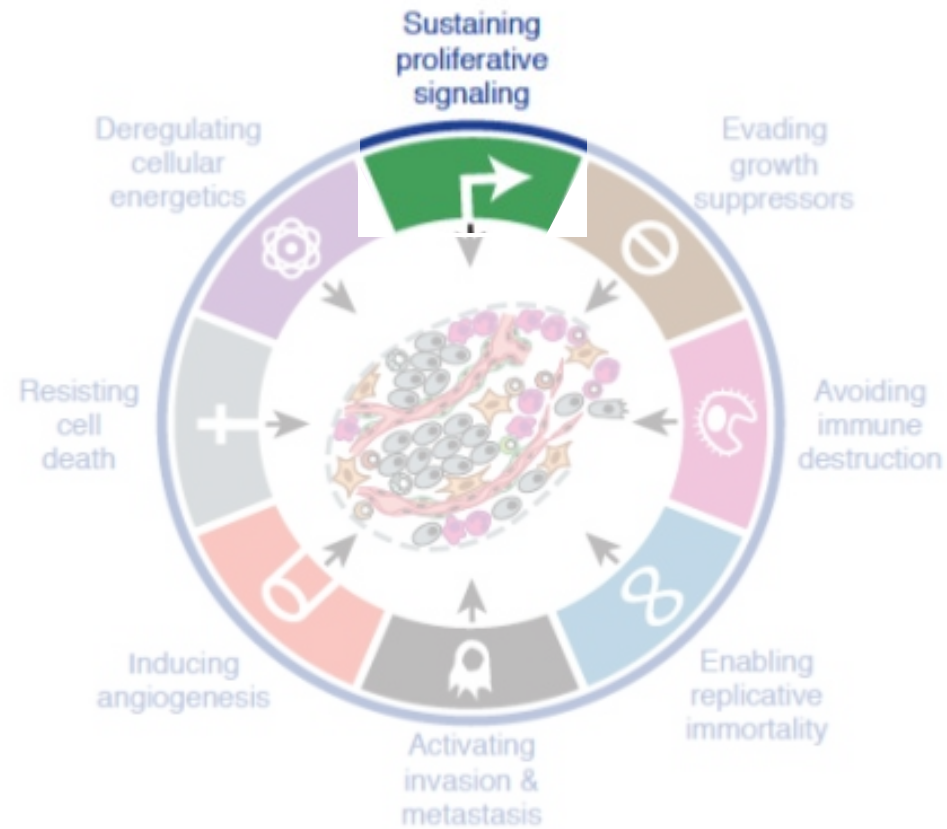 Sustaining
proliferative
signaling
Deregulating
cellular
energetics
Evading
growth
suppressors
Resisting
cell
death
Avoiding
immune
destruction
Inducing
angiogenesis
Enabling
replicative
immortality
Activating
invasion &
metastasis